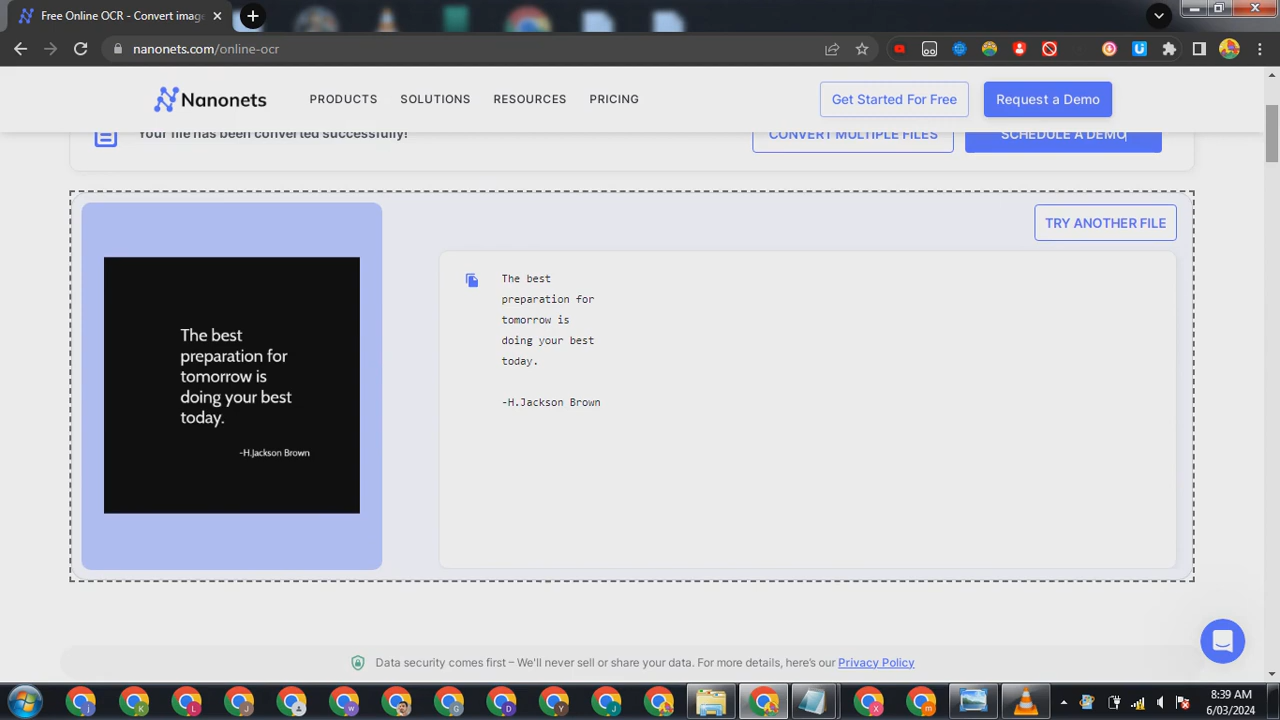 Free Online OCR - Convert image
nanonets.com/online-ocr
Nanonets
PRODUCTS
SOLUTIONS
RESOURCES
PRICING
Get Started For Free
Request a Demo
Your file has been converted successfully!
CONVERT MULTIPLE FILES
SCHEDULE A DEMO
TRY ANOTHER FILE
The best
preparation for
tomorrow is
doing your best
today.
-H.Jackson Brown
The best
preparation for
tomorrow is
doing your best
today.
-H.Jackson Brown
Data security comes first – We'll never sell or share your data. For more details, here's our Privacy Policy
8:39 AM
6/03/2024